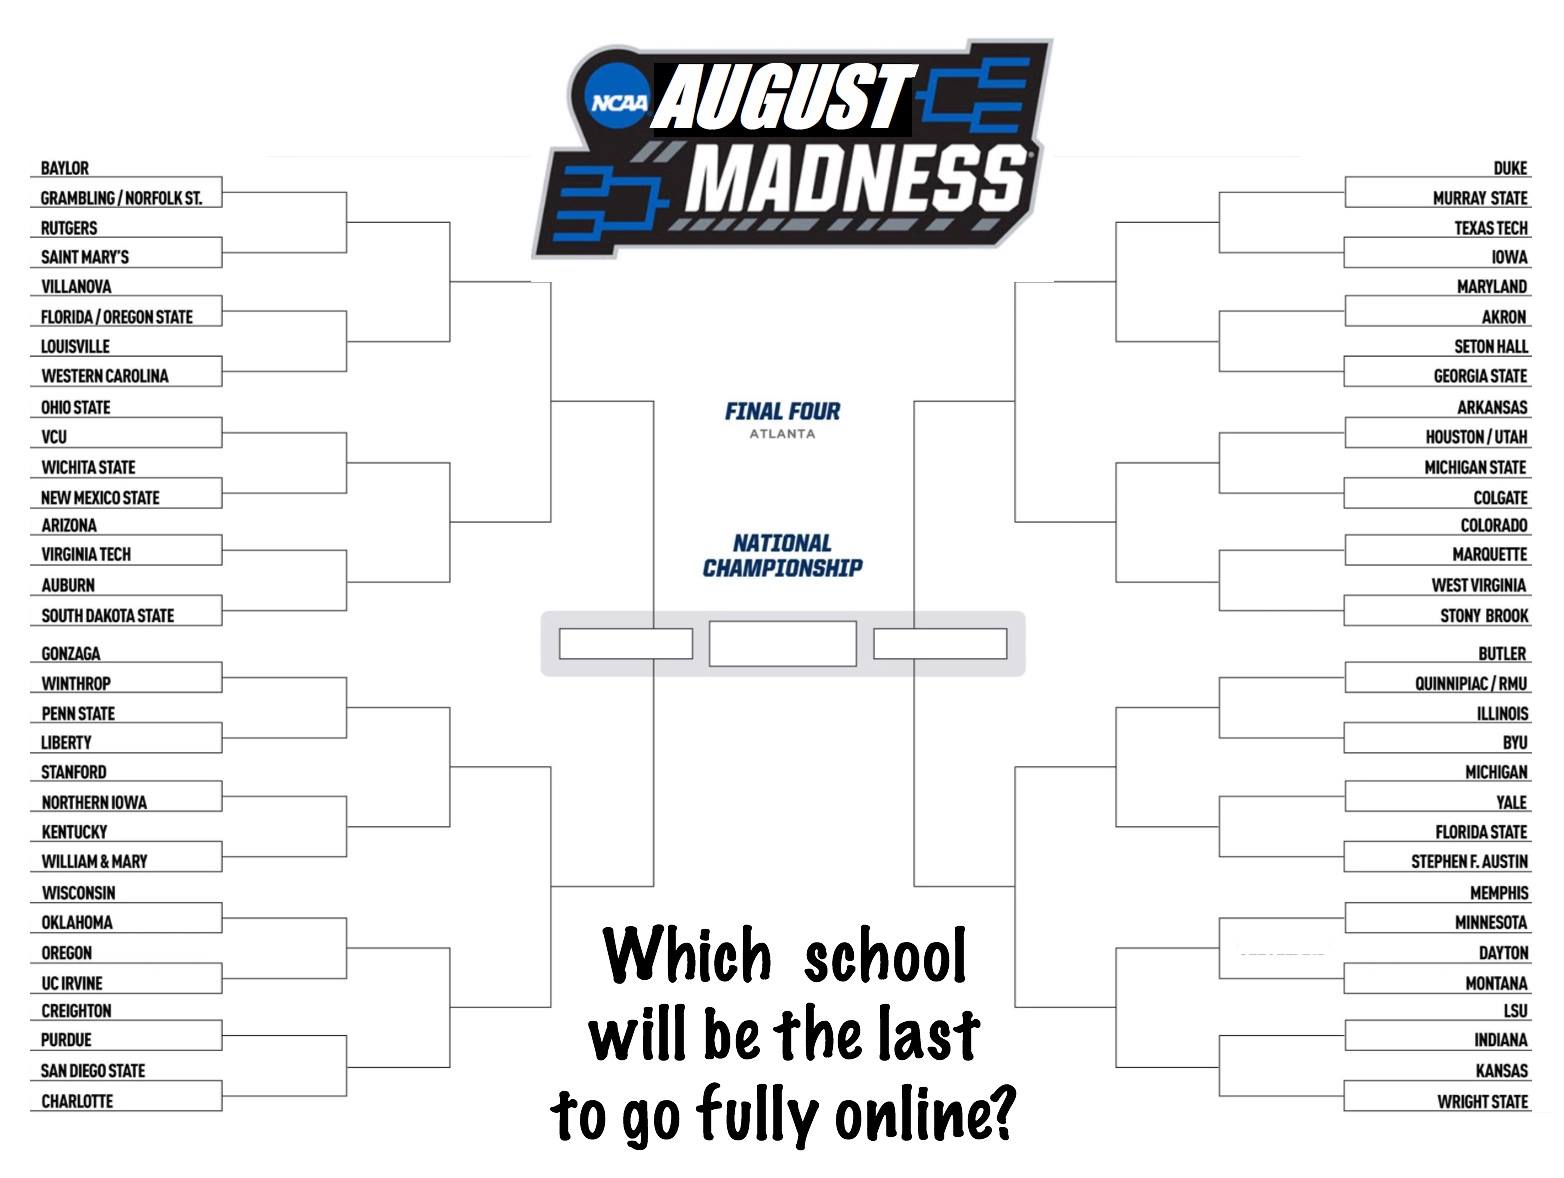 NCAA
AUGUST
MADNESS
BAYLOR
GRAMBLING / NORFOLK ST.
RUTGERS
SAINT MARY'S
VILLANOVA
FLORIDA / OREGON STATE
LOUISVILLE
WESTERN CAROLINA
OHIO STATE
VCU
WICHITA STATE
NEW MEXICO STATE
ARIZONA
VIRGINIA TECH
AUBURN
SOUTH DAKOTA STATE
GONZAGA
WINTHROP
PENN STATE
LIBERTY
STANFORD
NORTHERN IOWA
KENTUCKY
WILLIAM & MARY
WISCONSIN
OKLAHOMA
OREGON
UC IRVINE
CREIGHTON
PURDUE
SAN DIEGO STATE
CHARLOTTE
FINAL FOUR
ATLANTA
NATIONAL
CHAMPIONSHIP
DUKE
MURRAY STATE
TEXAS TECH
IOWA
MARYLAND
AKRON
SETON HALL
GEORGIA STATE
ARKANSAS
HOUSTON / UTAH
MICHIGAN STATE
COLGATE
COLORADO
MARQUETTE
WEST VIRGINIA
STONY BROOK
BUTLER
QUINNIPIAC / RMU
ILLINOIS
BYU
MICHIGAN
YALE
FLORIDA STATE
STEPHEN F. AUSTIN
MEMPHIS
MINNESOTA
DAYTON
MONTANA
LSU
INDIANA
KANSAS
WRIGHT STATE
Which school
will be the last
to go fully online?